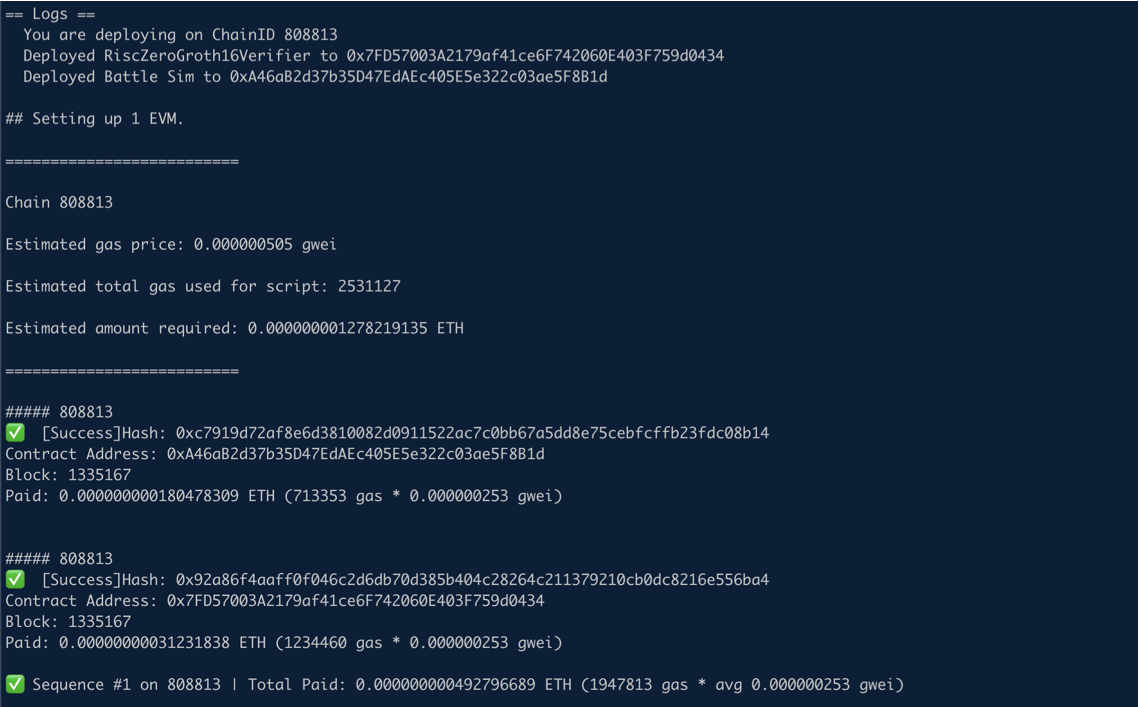 == Logs ==
You are deploying on ChainID 808813
Deployed RiscZeroGroth16Verifier to 0x7FD57003A2179af41ce6F742060E403F759d0434
Deployed Battle Sim to 0xA46aB2d37b35D47EdAEc405E5e322c03ae5F8B1d
## Setting up 1 EVM.
==========================
Chain 808813
Estimated gas price: 0.000000505 gwei
Estimated total gas used for script: 2531127
Estimated amount required: 0.000000001278219135 ETH
==========================
##### 808813
✅ [Success]Hash: 0xc7919d72af8e6d3810082d0911522ac7c0bb67a5dd8e75cebfcffb23fdc08b14
Contract Address: 0xA46aB2d37b35D47EdAEc405E5e322c03ae5F8B1d
Block: 1335167
Paid: 0.000000000180478309 ETH (713353 gas * 0.000000253 gwei)
##### 808813
✅ [Success]Hash: 0x92a86f4aaff0f046c2d6db70d385b404c28264c211379210cb0dc8216e556ba4
Contract Address: 0x7FD57003A2179af41ce6F742060E403F759d0434
Block: 1335167
Paid: 0.00000000031231838 ETH (1234460 gas * 0.000000253 gwei)
✅ Sequence #1 on 808813 | Total Paid: 0.000000000492796689 ETH (1947813 gas * avg 0.000000253 gwei)